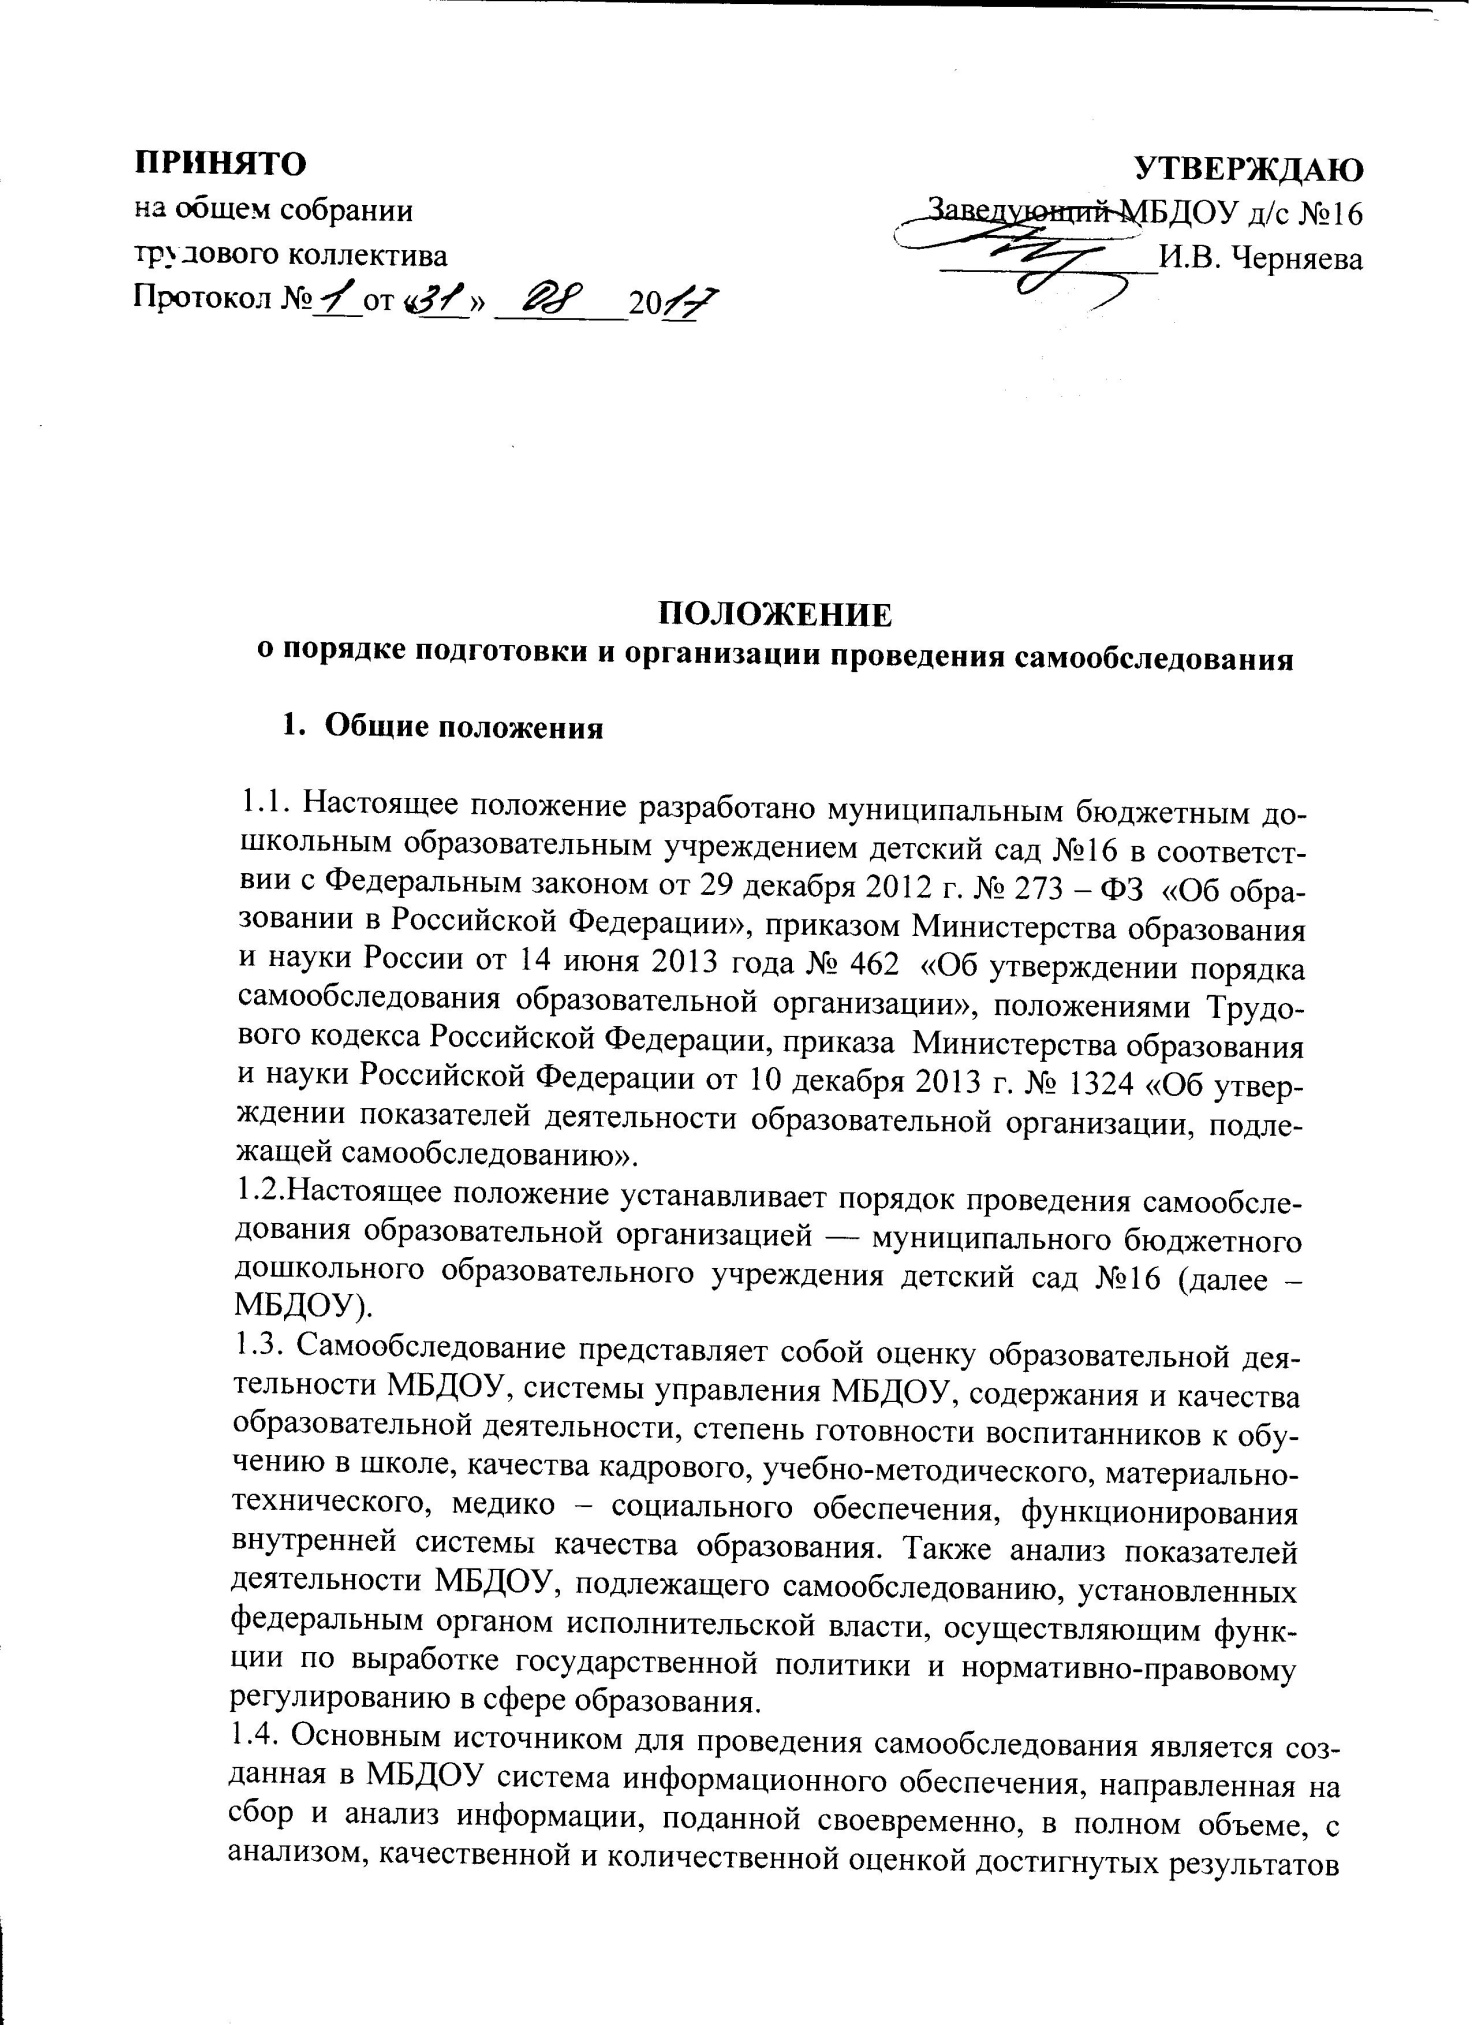 ПРИНЯТО
на общем собрании
трудового коллектива
Протокол № 1 от «31» 08 2017
УТВЕРЖДАЮ
Заведующий МБДОУ д/с №16
И.В. Черняева
ПОЛОЖЕНИЕ
о порядке подготовки и организации проведения самообследования
1. Общие положения
1.1. Настоящее положение разработано муниципальным бюджетным до-
школьным образовательным учреждением детский сад №16 в соответст-
вии с Федеральным законом от 29 декабря 2012 г. № 273 – ФЗ «Об обра-
зовании в Российской Федерации», приказом Министерства образования
и науки России от 14 июня 2013 года № 462 «Об утверждении порядка
самообследования образовательной организации», положениями Трудо-
вого кодекса Российской Федерации, приказа Министерства образования
и науки Российской Федерации от 10 декабря 2013 г. № 1324 «Об утвер-
ждении показателей деятельности образовательной организации, подле-
жащей самообследованию».
1.2.Настоящее положение устанавливает порядок проведения самообсле-
дования образовательной организацией — муниципального бюджетного
дошкольного образовательного учреждения детский сад №16 (далее –
МБДОУ).
1.3. Самообследование представляет собой оценку образовательной дея-
тельности МБДОУ, системы управления МБДОУ, содержания и качества
образовательной деятельности, степень готовности воспитанников к обу-
чению в школе, качества кадрового, учебно-методического, материально-
технического, медико – социального обеспечения, функционирования
внутренней системы качества образования. Также анализ показателей
деятельности МБДОУ, подлежащего самообследованию, установленных
федеральным органом исполнительской власти, осуществляющим функ-
ции по выработке государственной политики и нормативно-правовому
регулированию в сфере образования.
1.4. Основным источником для проведения самообследования является соз-
данная в МБДОУ система информационного обеспечения, направленная на
сбор и анализ информации, поданной своевременно, в полном объеме, с
анализом, качественной и количественной оценкой достигнутых результатов